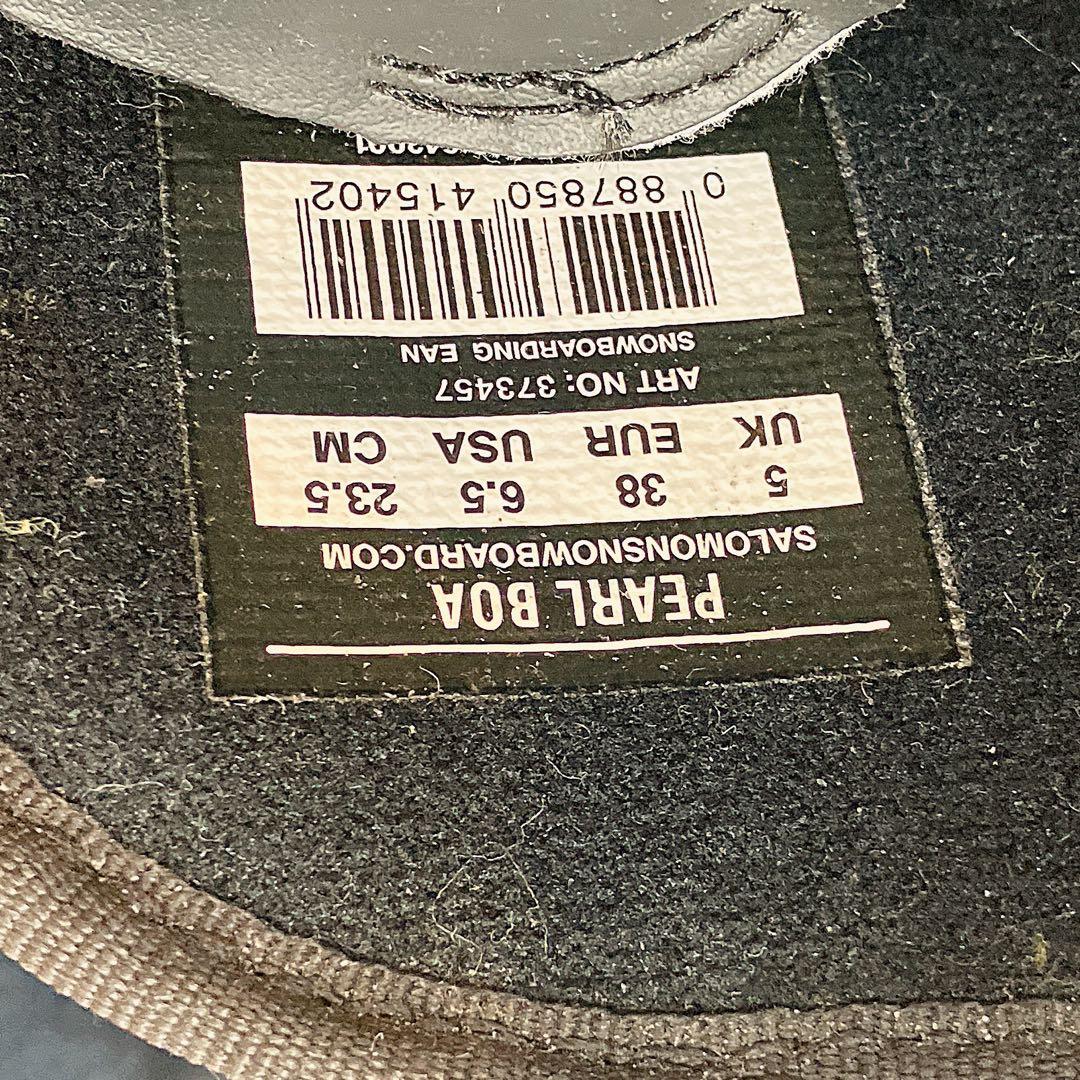 PEARL BOA
SALOMONSNOWBOARD.COM
5 38 6.5 23.5
UK EUR USA CM
ART NO: 373457
SNOWBOARDING EAN
0 887850 415402